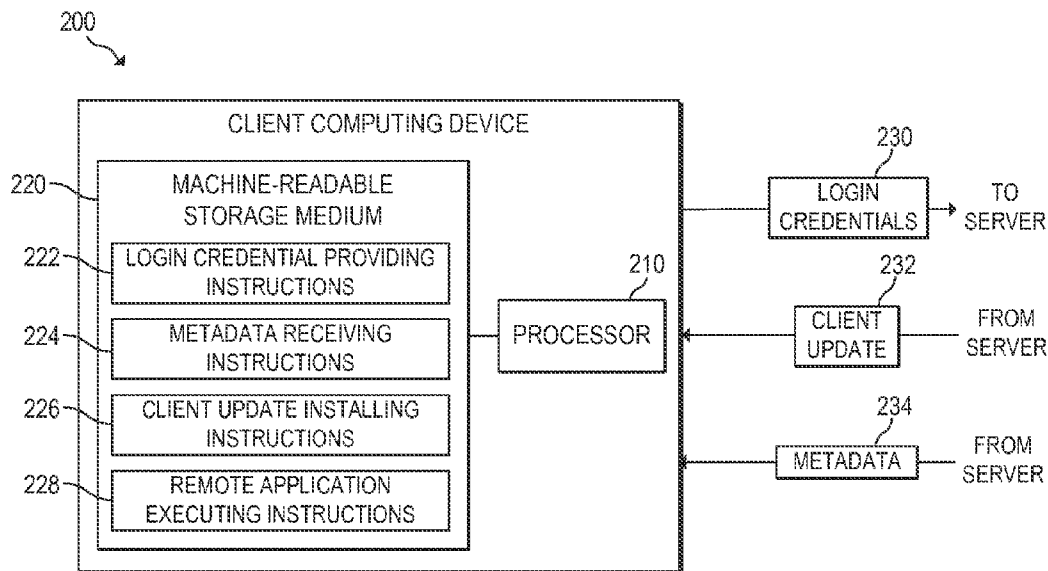 200
CLIENT COMPUTING DEVICE
220
MACHINE-READABLE
STORAGE MEDIUM
222
LOGIN CREDENTIAL PROVIDING
INSTRUCTIONS
224
METADATA RECEIVING
INSTRUCTIONS
226
CLIENT UPDATE INSTALLING
INSTRUCTIONS
228
REMOTE APPLICATION
EXECUTING INSTRUCTIONS
210
PROCESSOR
230
LOGIN
CREDENTIALS
TO
SERVER
232
CLIENT
UPDATE
FROM
SERVER
234
METADATA
FROM
SERVER